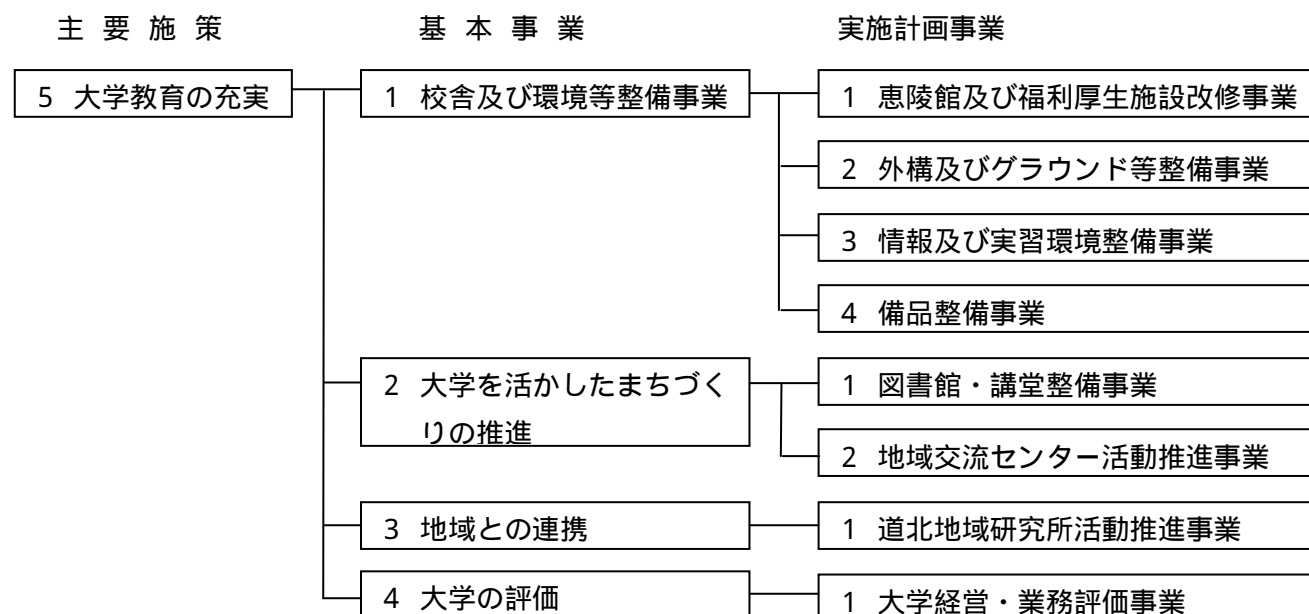 主 要 施 策 基 本 事 業 実施計画事業
5 大学教育の充実 1 校舎及び環境等整備事業 1 恵陵館及び福利厚生施設改修事業
2 外構及びグラウンド等整備事業
3 情報及び実習環境整備事業
4 備品整備事業
2 大学を活かしたまちづく 1 図書館・講堂整備事業
りの推進
2 地域交流センター活動推進事業
3 地域との連携 1 道北地域研究所活動推進事業
4 大学の評価 1 大学経営・業務評価事業